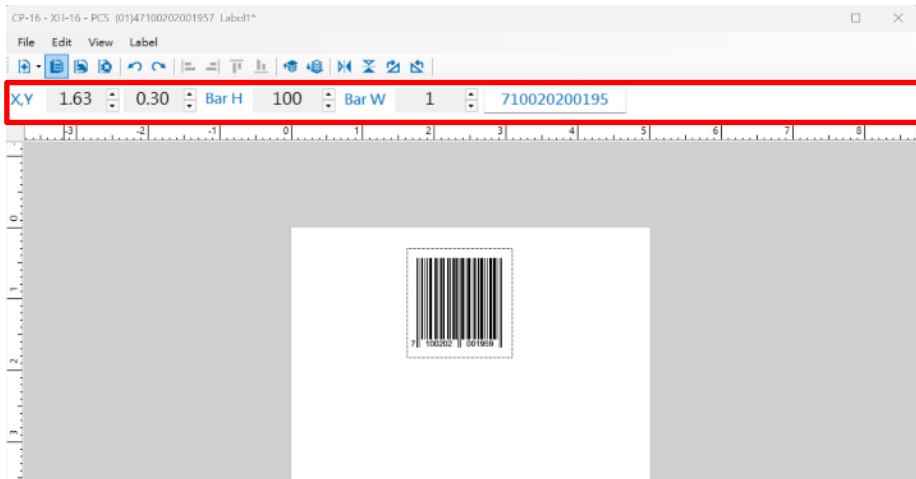 CP-16 - XII-16 - PCS (01)47100202001957 Label1*
File Edit View Label
X,Y 1.63 0.30 Bar H 100 Bar W 1 710020200195
-3 -2 -1 0 1 2 3 4 5 6 7 8
0
1
7 100202 001959
2
3